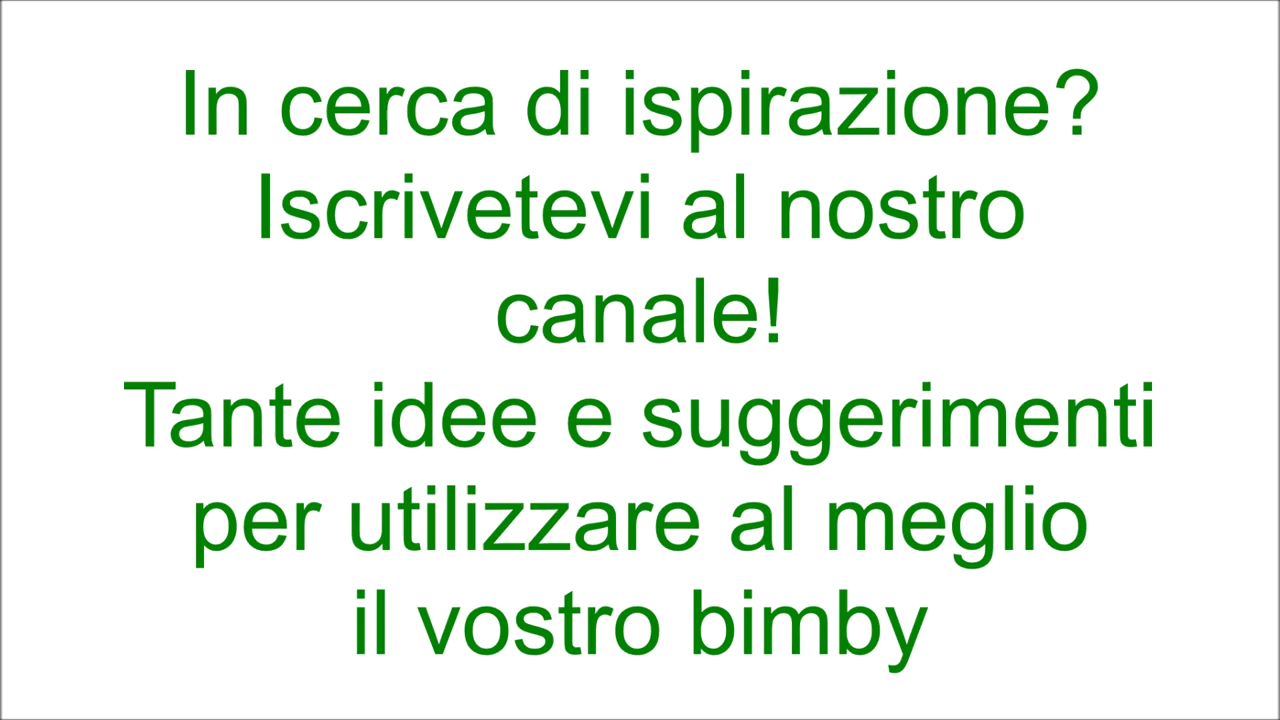 In cerca di ispirazione?
Iscrivetevi al nostro
canale!
Tante idee e suggerimenti
per utilizzare al meglio
il vostro bimby